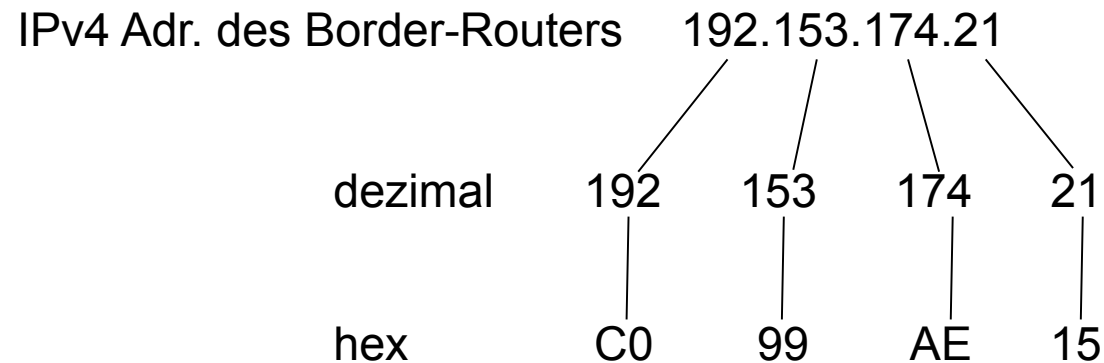 IPv4 Adr. des Border-Routers 192.153.174.21
dezimal 192 153 174 21
hex C0 99 AE 15